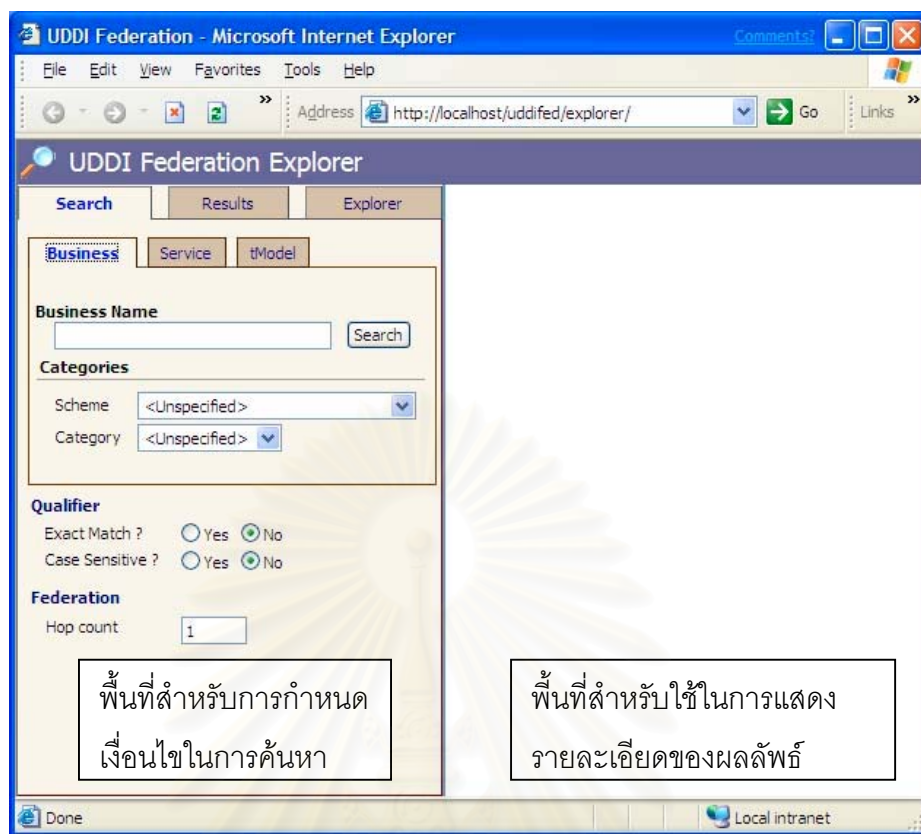 UDDI Federation - Microsoft Internet Explorer Comments?
File Edit View Favorites Tools Help
» Address http://localhost/uddifed/explorer/ Go Links »
UDDI Federation Explorer
Search Results Explorer
Business Service tModel
Business Name
Search
Categories
Scheme <Unspecified>
Category <Unspecified>
Qualifier
Exact Match ? Yes No
Case Sensitive ? Yes No
Federation
Hop count 1
พื้นที่สำหรับการกำหนด
เงื่อนไขในการค้นหา
พื้นที่สำหรับใช้ในการแสดง
รายละเอียดของผลลัพธ์
Done Local intranet